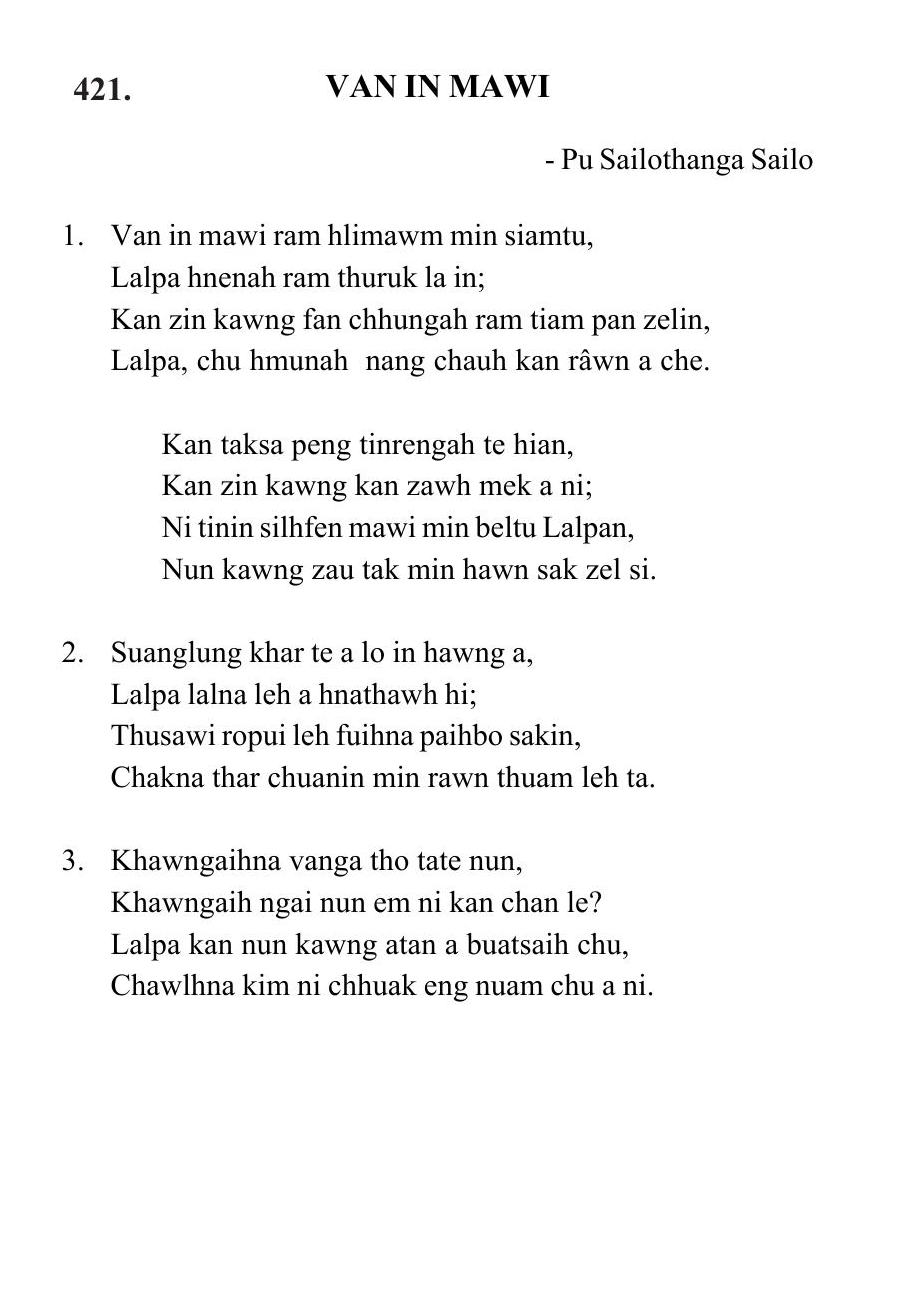 421. VAN IN MAWI
- Pu Sailothanga Sailo
1. Van in mawi ram hlimawm min siamtu,
Lalpa hnenah ram thuruk la in;
Kan zin kawng fan chhungah ram tiam pan zelin,
Lalpa, chu hmunah nang chauh kan râwn a che.
Kan taksa peng tinrengah te hian,
Kan zin kawng kan zawh mek a ni;
Ni tinin silhfen mawi min beltu Lalpan,
Nun kawng zau tak min hawn sak zel si.
2. Suanglung khar te a lo in hawng a,
Lalpa lalna leh a hnathawh hi;
Thusawi ropui leh fuihna paihbo sakin,
Chakna thar chuanin min rawn thuam leh ta.
3. Khawngaihna vanga tho tate nun,
Khawngaih ngai nun em ni kan chan le?
Lalpa kan nun kawng atan a buatsaih chu,
Chawlhna kim ni chhuak eng nuam chu a ni.